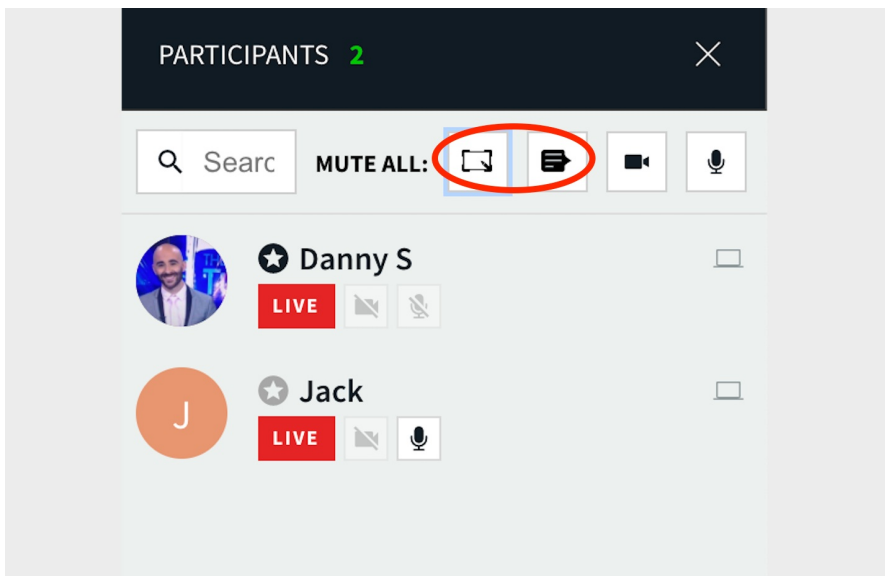 PARTICIPANTS 2
Searc MUTE ALL:
Danny S
LIVE
J
Jack
LIVE